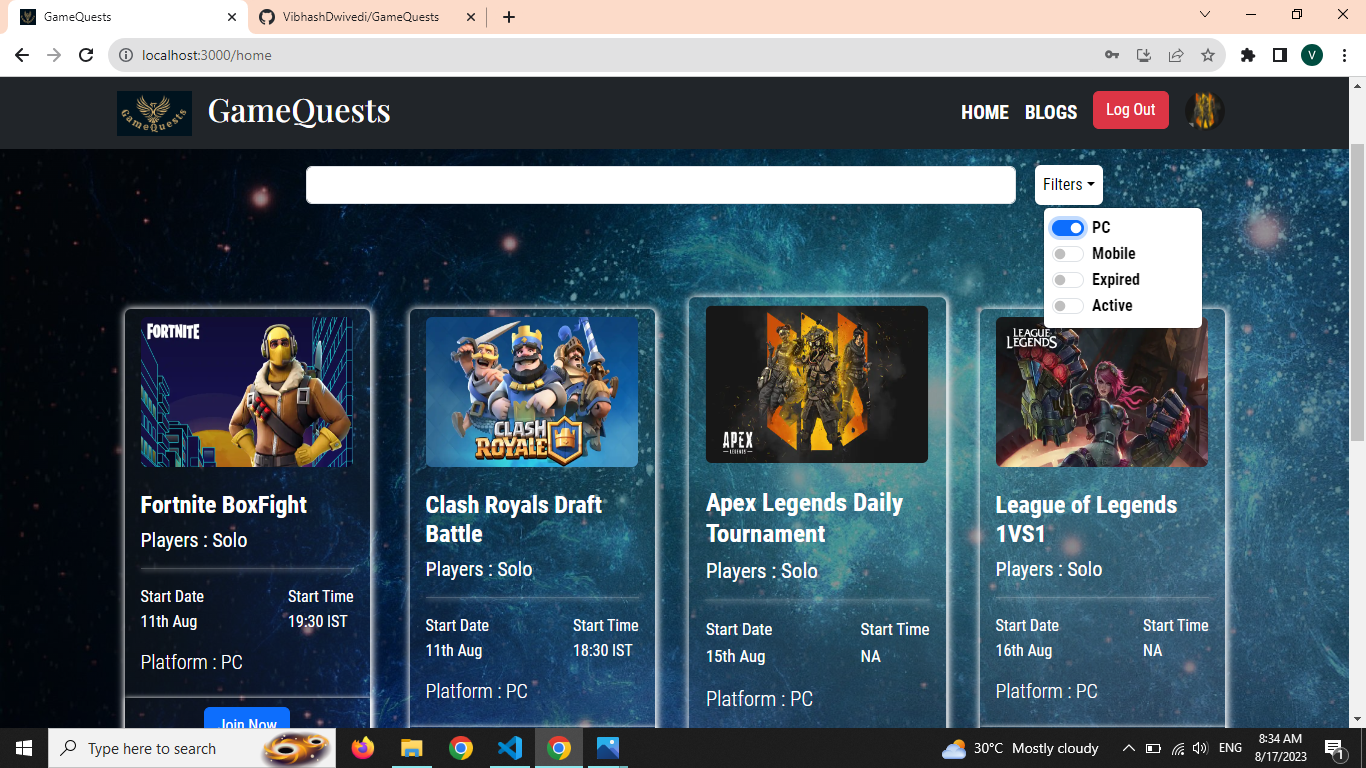 GameQuests
VibhashDwivedi/GameQuests
localhost:3000/home
V
GameQuests
GameQuests
HOME
BLOGS
Log Out
Filters
PC
Mobile
Expired
Active
FORTNITE
CLASH
ROYALE
APEX
LEGENDS
LEAGUE OF
LEGENDS
Fortnite BoxFight
Players : Solo
Start Date Start Time
11th Aug 19:30 IST
Platform : PC
Join Now
Clash Royals Draft
Battle
Players : Solo
Start Date Start Time
11th Aug 18:30 IST
Platform : PC
Apex Legends Daily
Tournament
Players : Solo
Start Date Start Time
15th Aug NA
Platform : PC
League of Legends
1VS1
Players : Solo
Start Date Start Time
16th Aug NA
Platform : PC
Type here to search
30°C Mostly cloudy
ENG
8:34 AM
8/17/2023
1